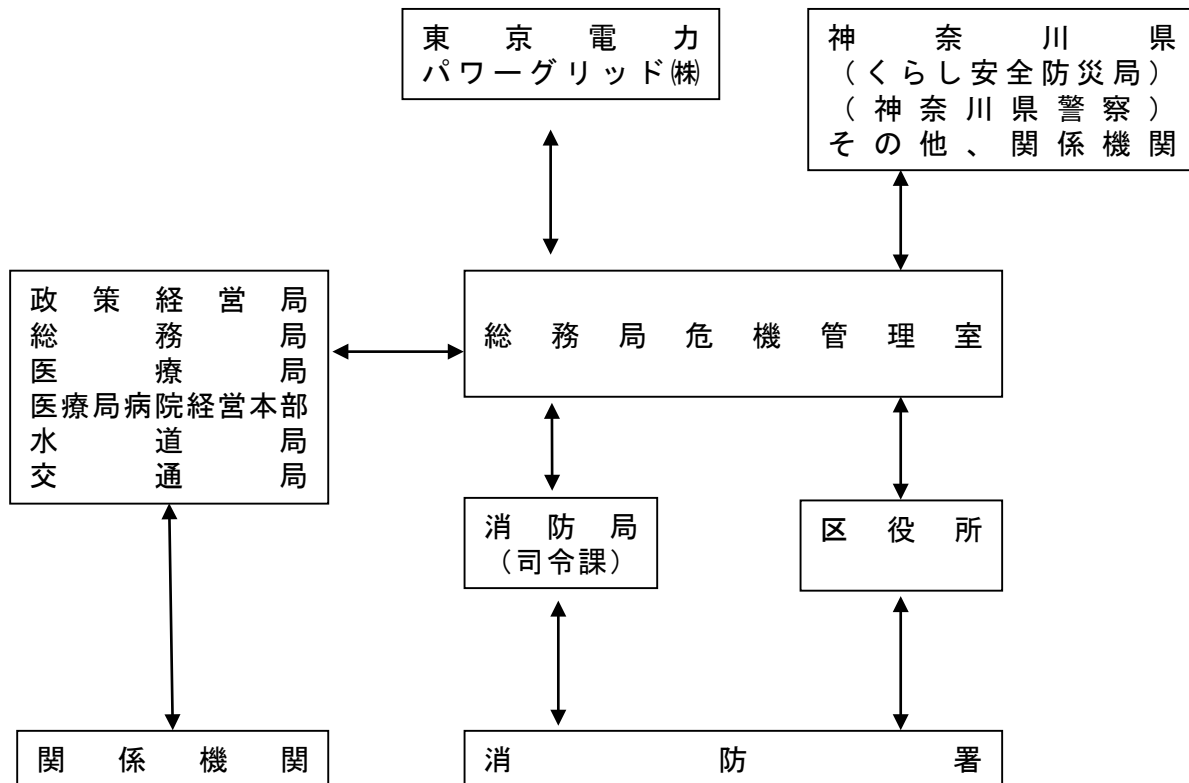 東京電力
パワーグリッド㈱
神奈川県
（くらし安全防災局）
（神奈川県警察）
その他、関係機関
政策経営局
総務局
医療局
医療局病院経営本部
水道局
交通局
総務局危機管理室
消防局
（司令課）
区役所
関係機関
消防署